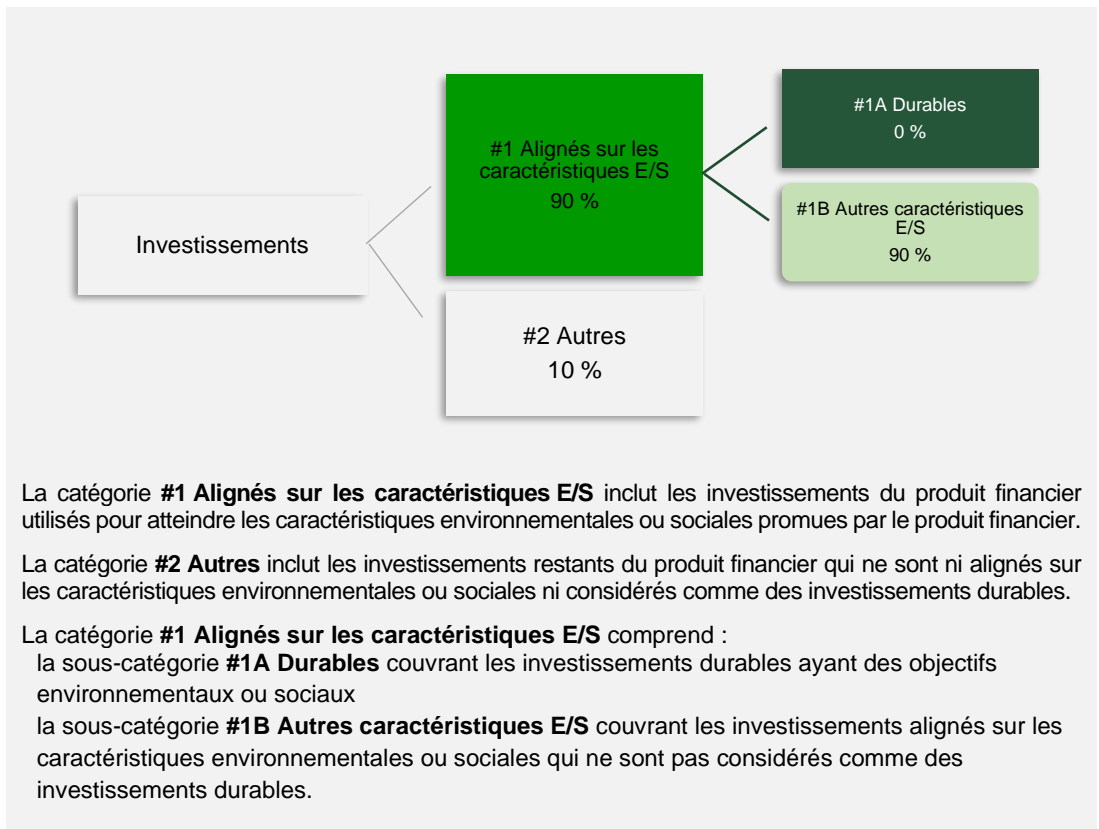 #1A Durables
0 %
#1 Alignés sur les
caractéristiques E/S
90 %
#1B Autres caractéristiques
E/S
90 %
Investissements
#2 Autres
10 %
La catégorie #1 Alignés sur les caractéristiques E/S inclut les investissements du produit financier
utilisés pour atteindre les caractéristiques environnementales ou sociales promues par le produit financier.
La catégorie #2 Autres inclut les investissements restants du produit financier qui ne sont ni alignés sur
les caractéristiques environnementales ou sociales ni considérés comme des investissements durables.
La catégorie #1 Alignés sur les caractéristiques E/S comprend :
la sous-catégorie #1A Durables couvrant les investissements durables ayant des objectifs
environnementaux ou sociaux
la sous-catégorie #1B Autres caractéristiques E/S couvrant les investissements alignés sur les
caractéristiques environnementales ou sociales qui ne sont pas considérés comme des
investissements durables.